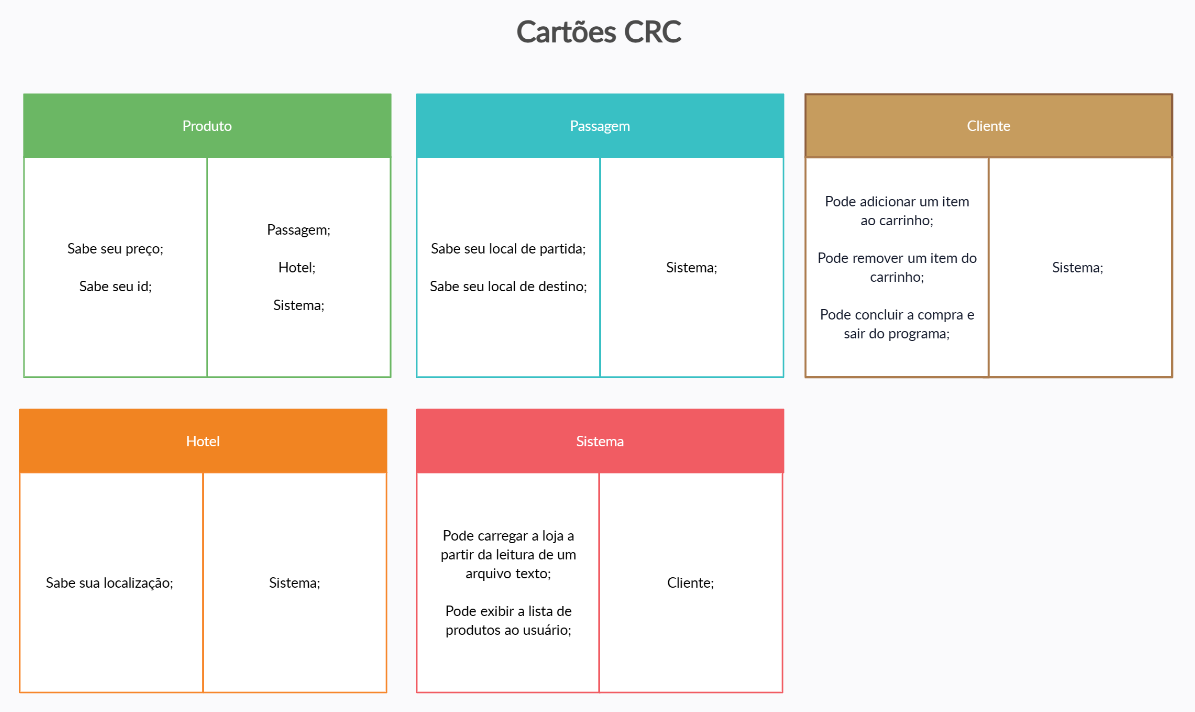 Cartões CRC
Produto
Sabe seu preço;
Sabe seu id;
Passagem;
Hotel;
Sistema;
Passagem
Sabe seu local de partida;
Sabe seu local de destino;
Sistema;
Cliente
Pode adicionar um item
ao carrinho;
Pode remover um item do
carrinho;
Pode concluir a compra e
sair do programa;
Sistema;
Hotel
Sabe sua localização;
Sistema;
Sistema
Pode carregar a loja a
partir da leitura de um
arquivo texto;
Pode exibir a lista de
produtos ao usuário;
Cliente;